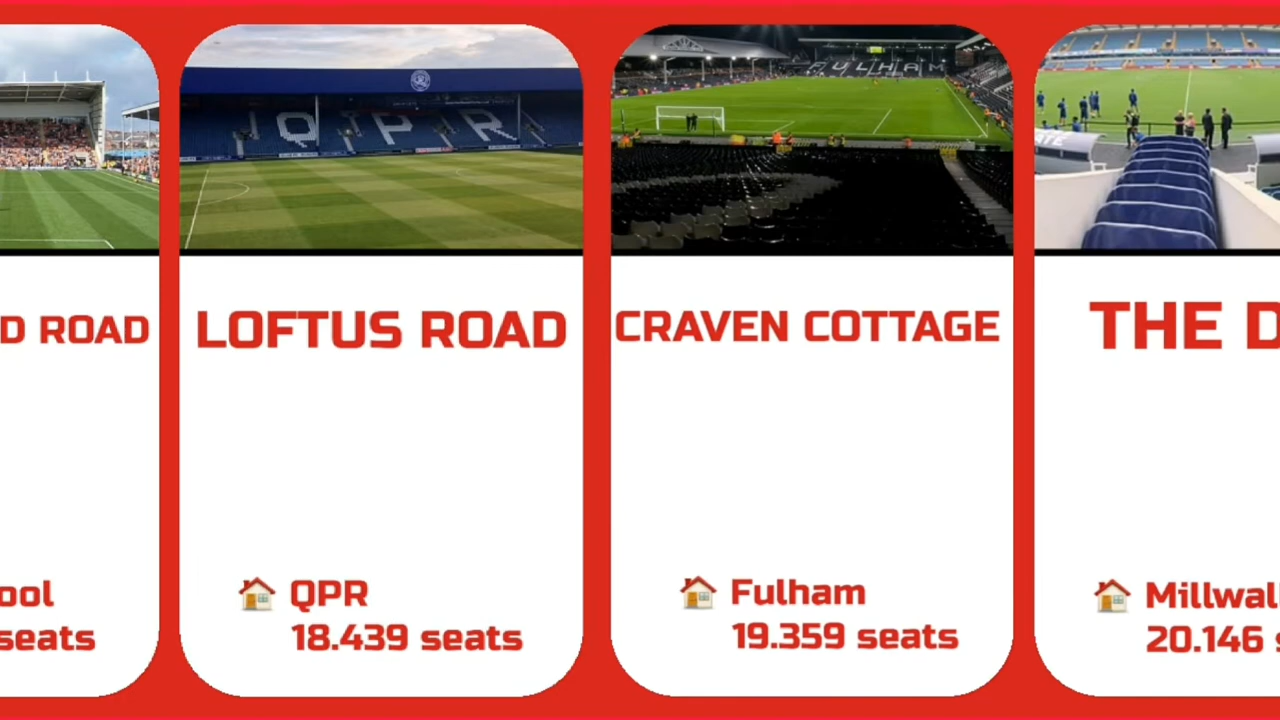 D ROAD
ool
seats
QPR
LOFTUS ROAD
QPR
18.439 seats
FULHAM
CRAVEN COTTAGE
Fulham
19.359 seats
THE D
Millwal
20.146 s